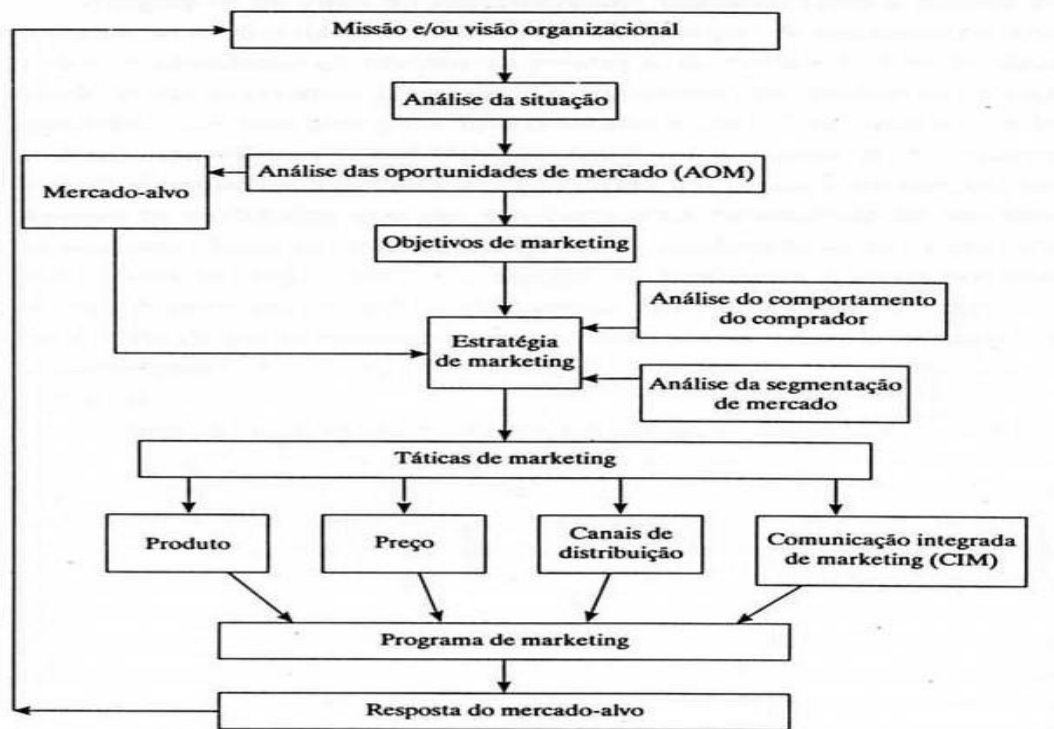 Missão e/ou visão organizacional
Análise da situação
Análise das oportunidades de mercado (AOM)
Mercado-alvo
Objetivos de marketing
Análise do comportamento
do comprador
Estratégia
de marketing
Análise da segmentação
de mercado
Táticas de marketing
Produto
Preço
Canais de
distribuição
Comunicação integrada
de marketing (CIM)
Programa de marketing
Resposta do mercado-alvo